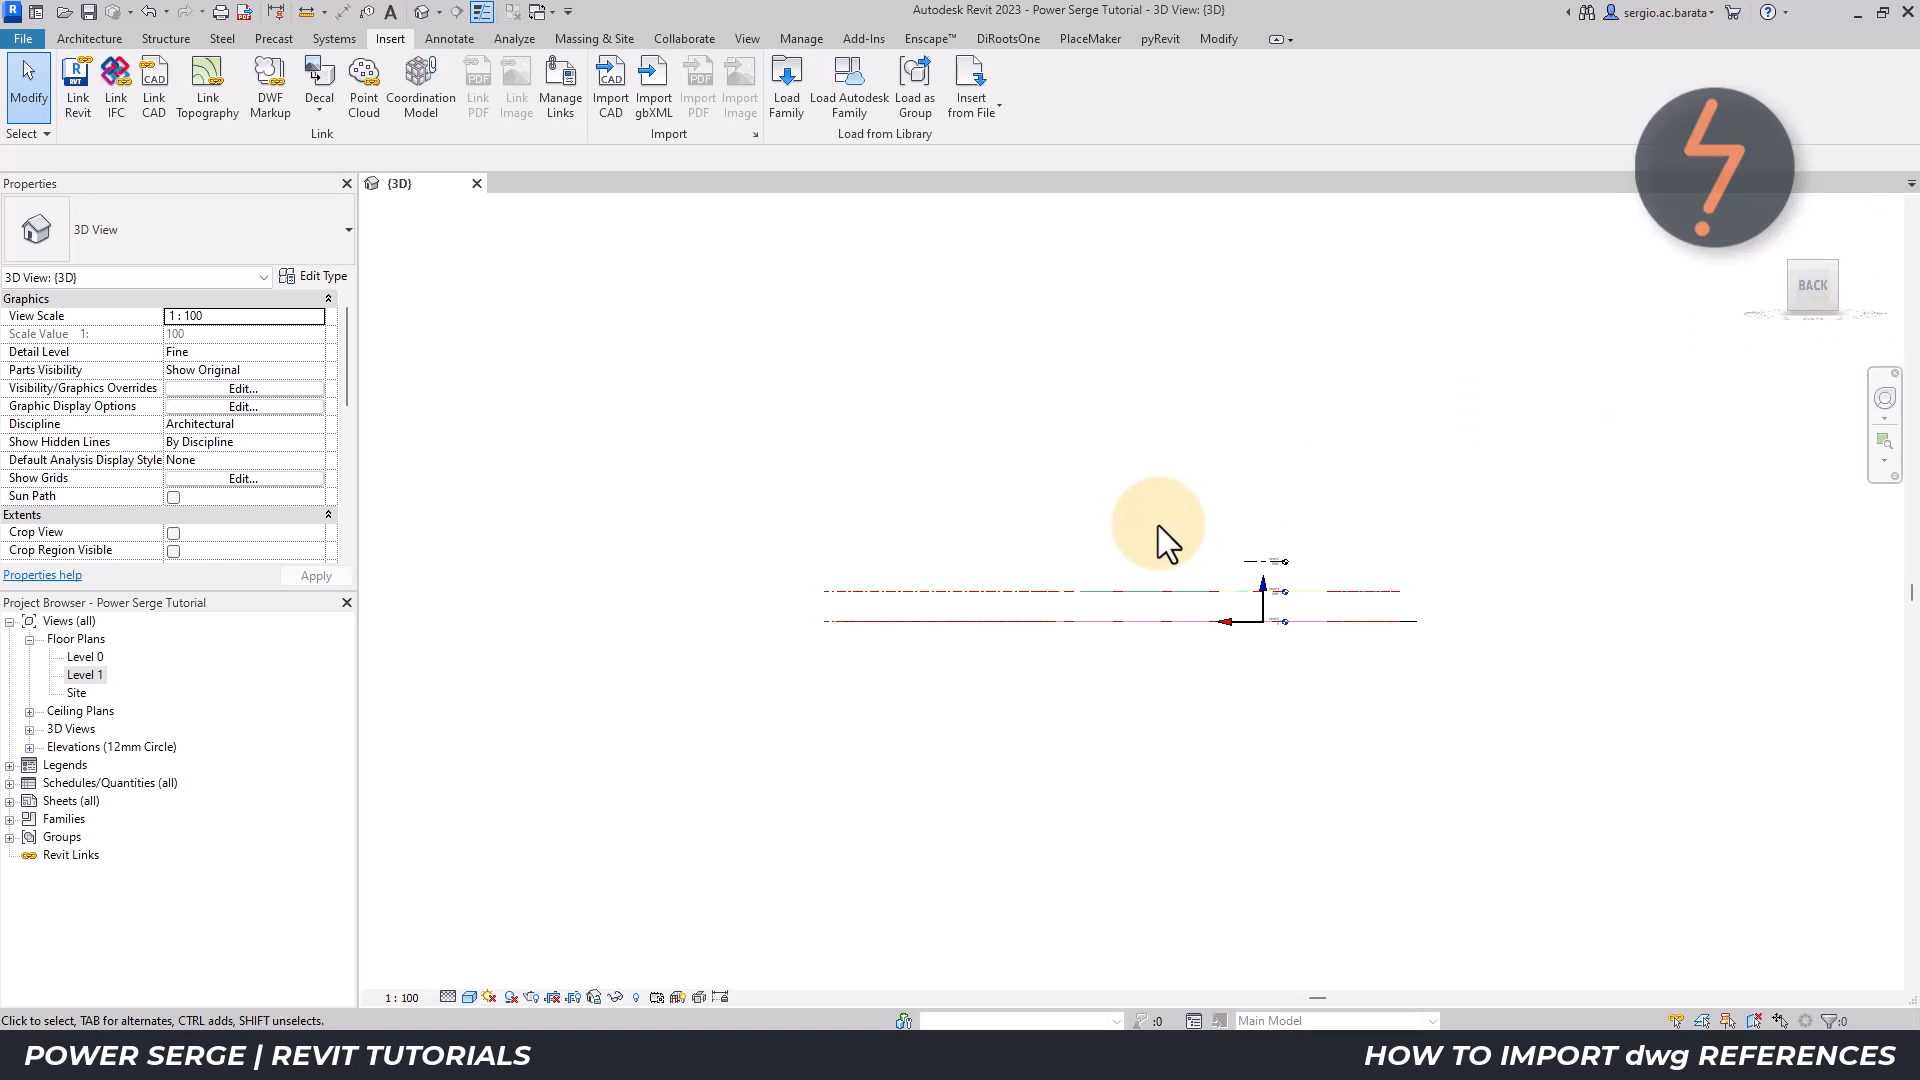 Autodesk Revit 2023 - Power Serge Tutorial - 3D View: {3D}
sergio.ac.barata
File Architecture Structure Steel Precast Systems Insert Annotate Analyze Massing & Site Collaborate View Manage Add-Ins Enscape™ DiRootsOne PlaceMaker pyRevit Modify
Modify
Link Revit
Link IFC
Link CAD
Link Topography
DWF Markup
Decal
Point Cloud
Coordination Model
Link PDF
Link Image
Manage Links
Import CAD
Import gbXML
Import PDF
Import Image
Load Family
Load Autodesk Family
Load as Group
Insert from File
Select
Link
Import
Load from Library
Properties
{3D}
3D View
3D View: {3D}
Edit Type
Graphics
View Scale 1 : 100
Scale Value 1: 100
Detail Level Fine
Parts Visibility Show Original
Visibility/Graphics Overrides Edit...
Graphic Display Options Edit...
Discipline Architectural
Show Hidden Lines By Discipline
Default Analysis Display Style None
Show Grids Edit...
Sun Path
Extents
Crop View
Crop Region Visible
Properties help
Apply
BACK
Project Browser - Power Serge Tutorial
Views (all)
Floor Plans
Level 0
Level 1
Site
Ceiling Plans
3D Views
Elevations (12mm Circle)
Legends
Schedules/Quantities (all)
Sheets (all)
Families
Groups
Revit Links
1 : 100
Click to select, TAB for alternates, CTRL adds, SHIFT unselects.
:0
Main Model
:0
POWER SERGE | REVIT TUTORIALS
HOW TO IMPORT dwg REFERENCES